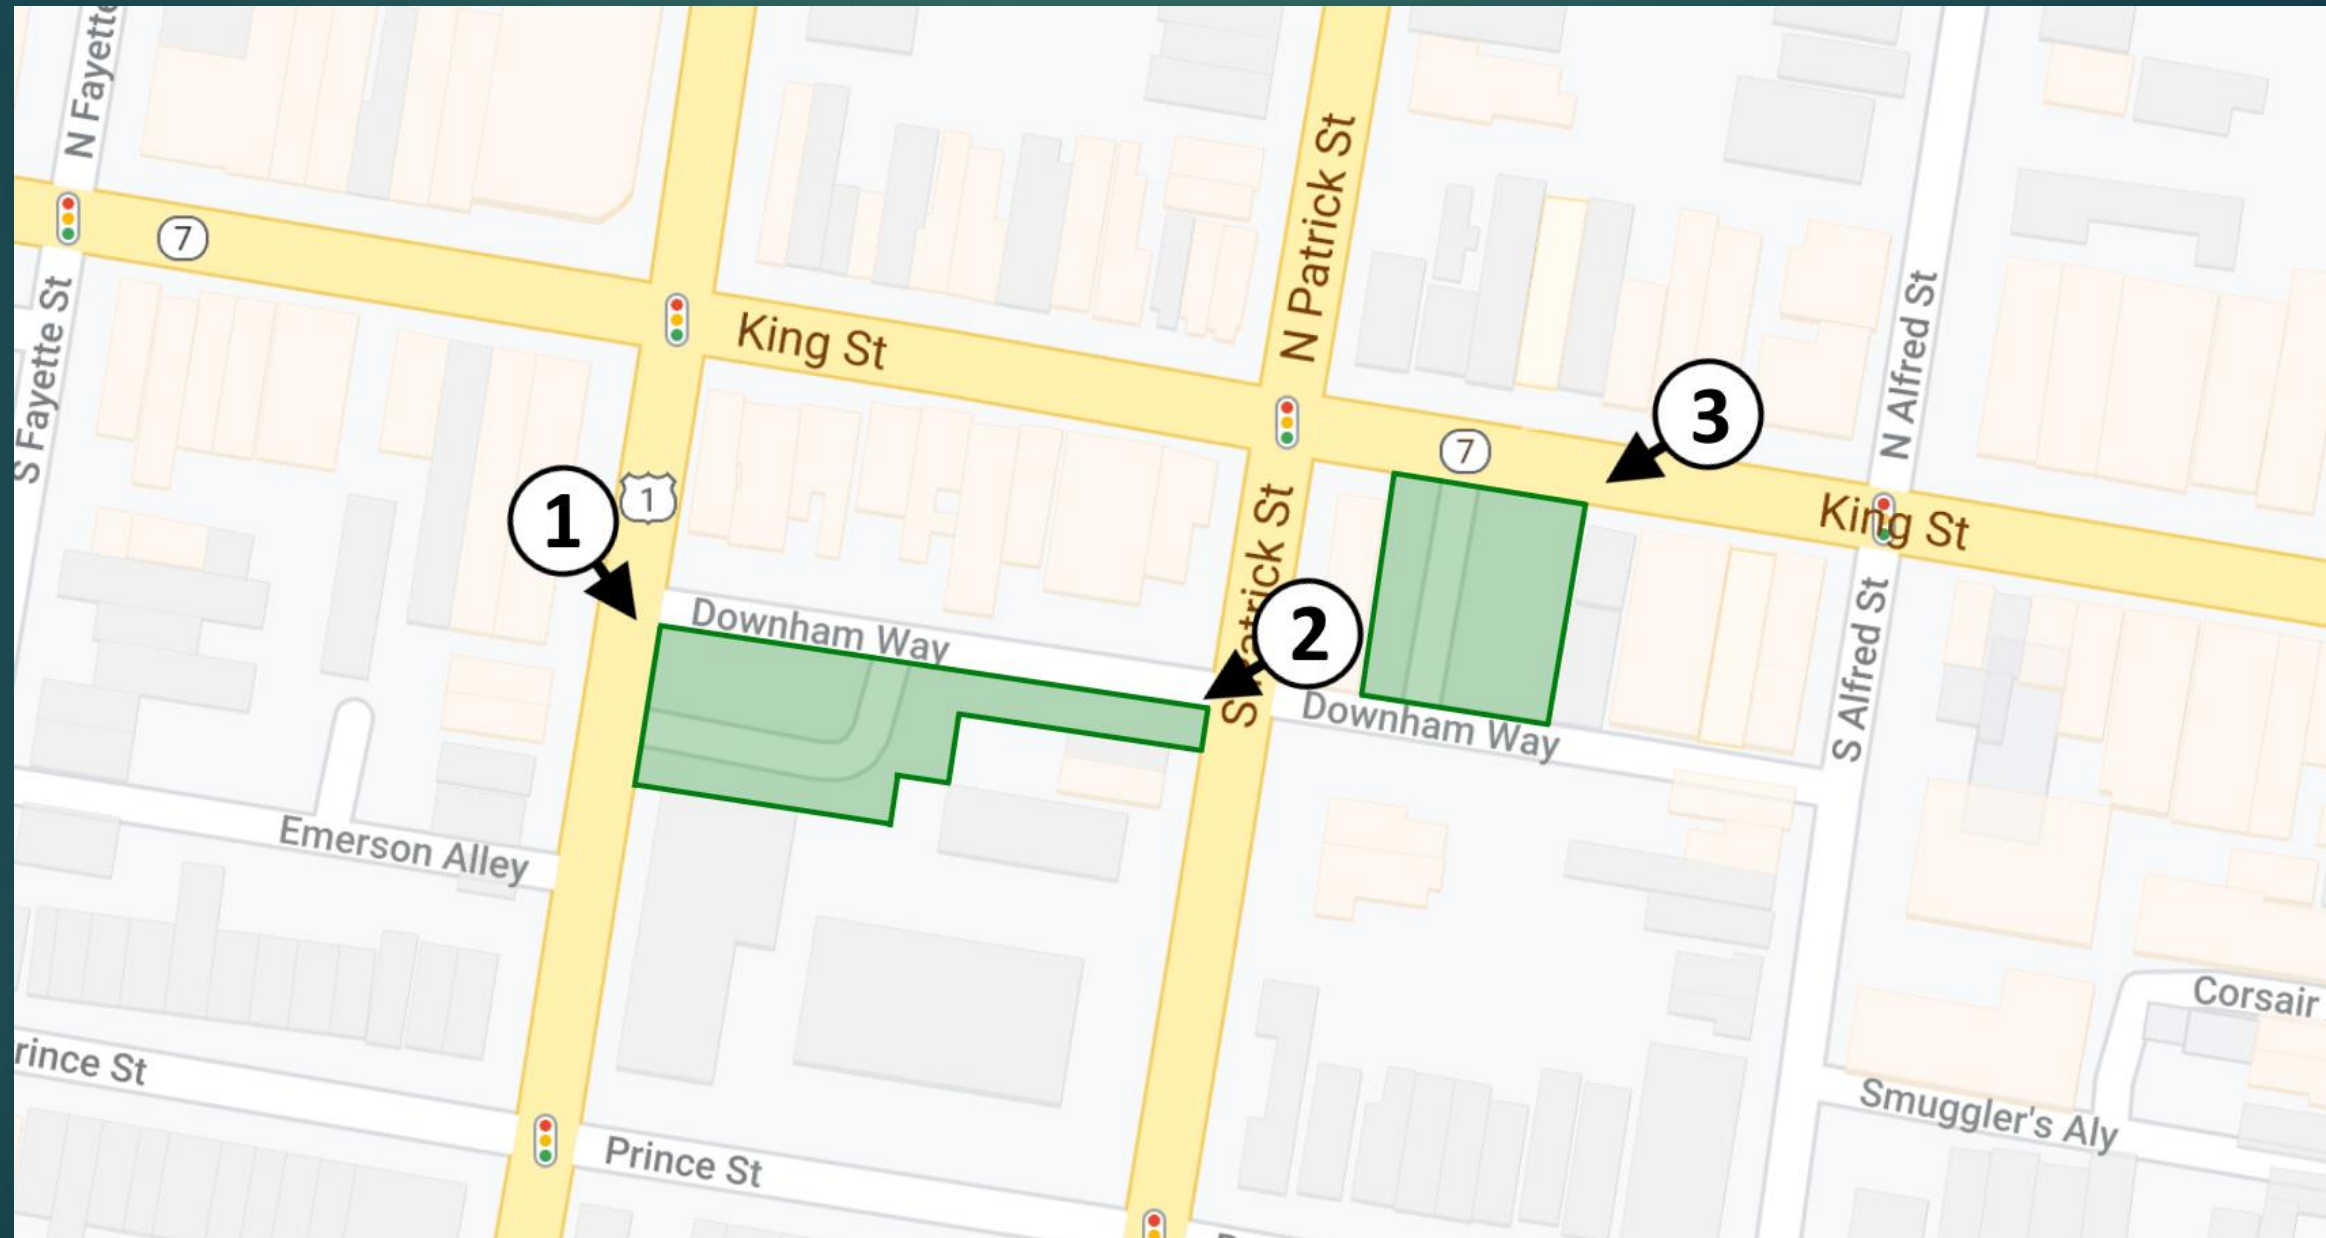 N Fayette
7
N Patrick St
King St
N Alfred St
S Fayette St
3
7
1
1
King St
S Patrick St
2
Downham Way
S Alfred St
Downham Way
Emerson Alley
Corsair
rince St
Smuggler's Aly
Prince St